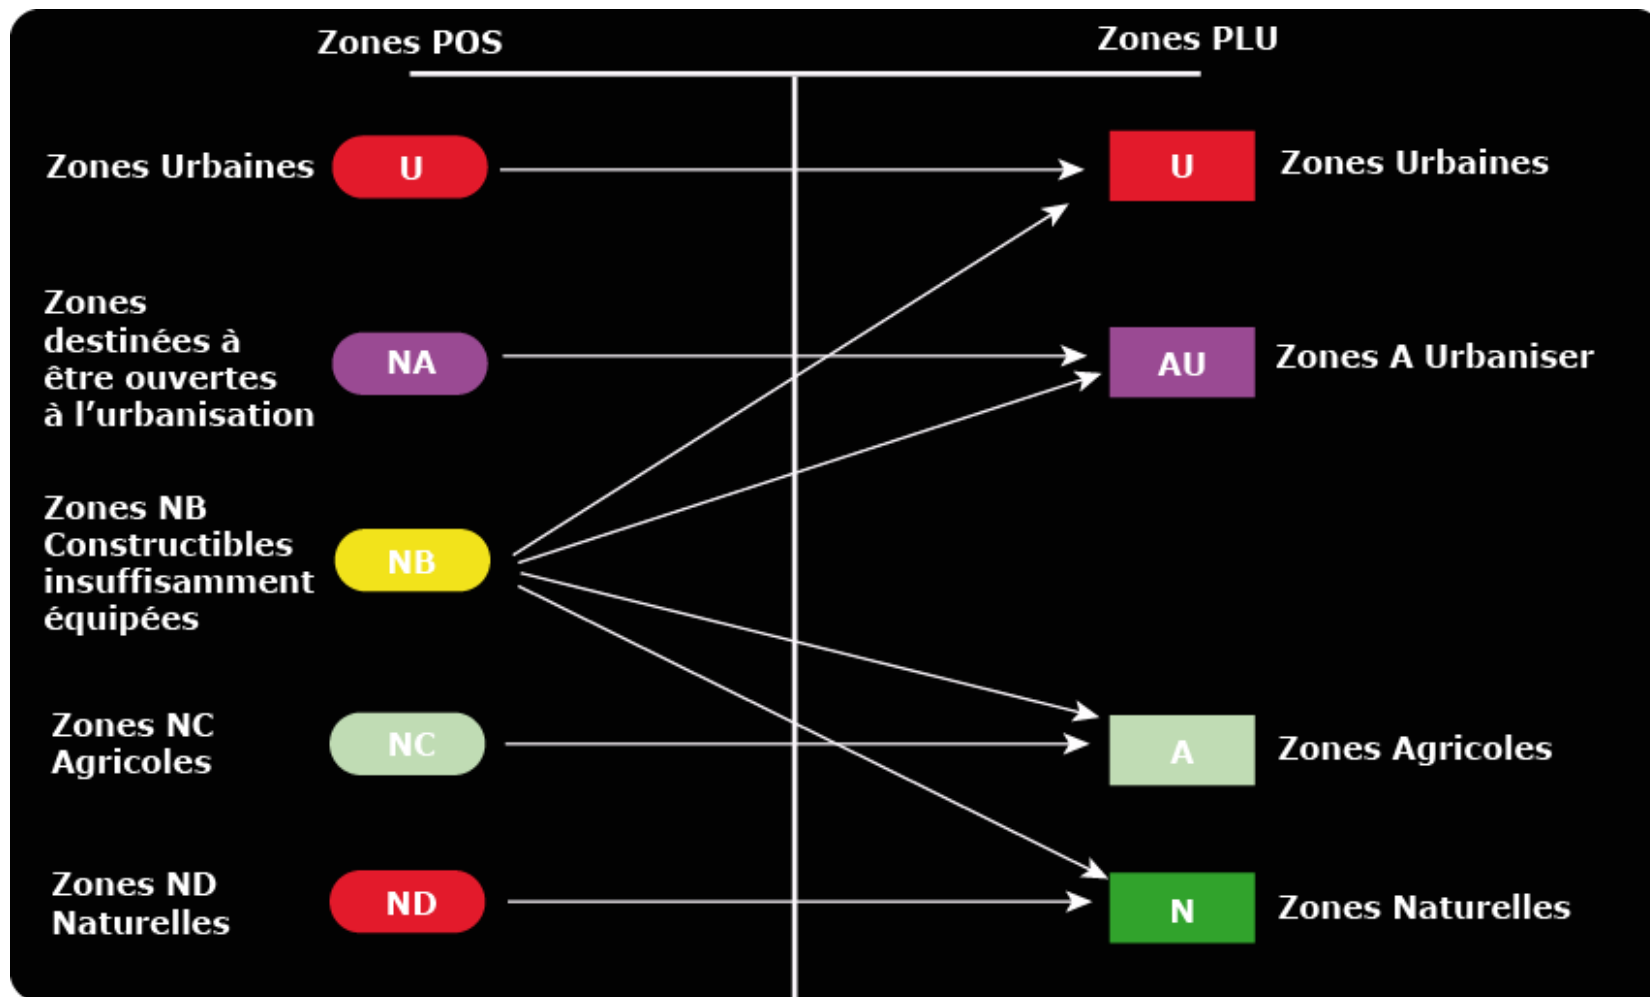 Zones POS
Zones PLU
Zones Urbaines
U
U
Zones Urbaines
Zones
destinées à
être ouvertes
à l’urbanisation
NA
AU
Zones A Urbaniser
Zones NB
Constructibles
insuffisamment
équipées
NB
Zones NC
Agricoles
NC
A
Zones Agricoles
Zones ND
Naturelles
ND
N
Zones Naturelles